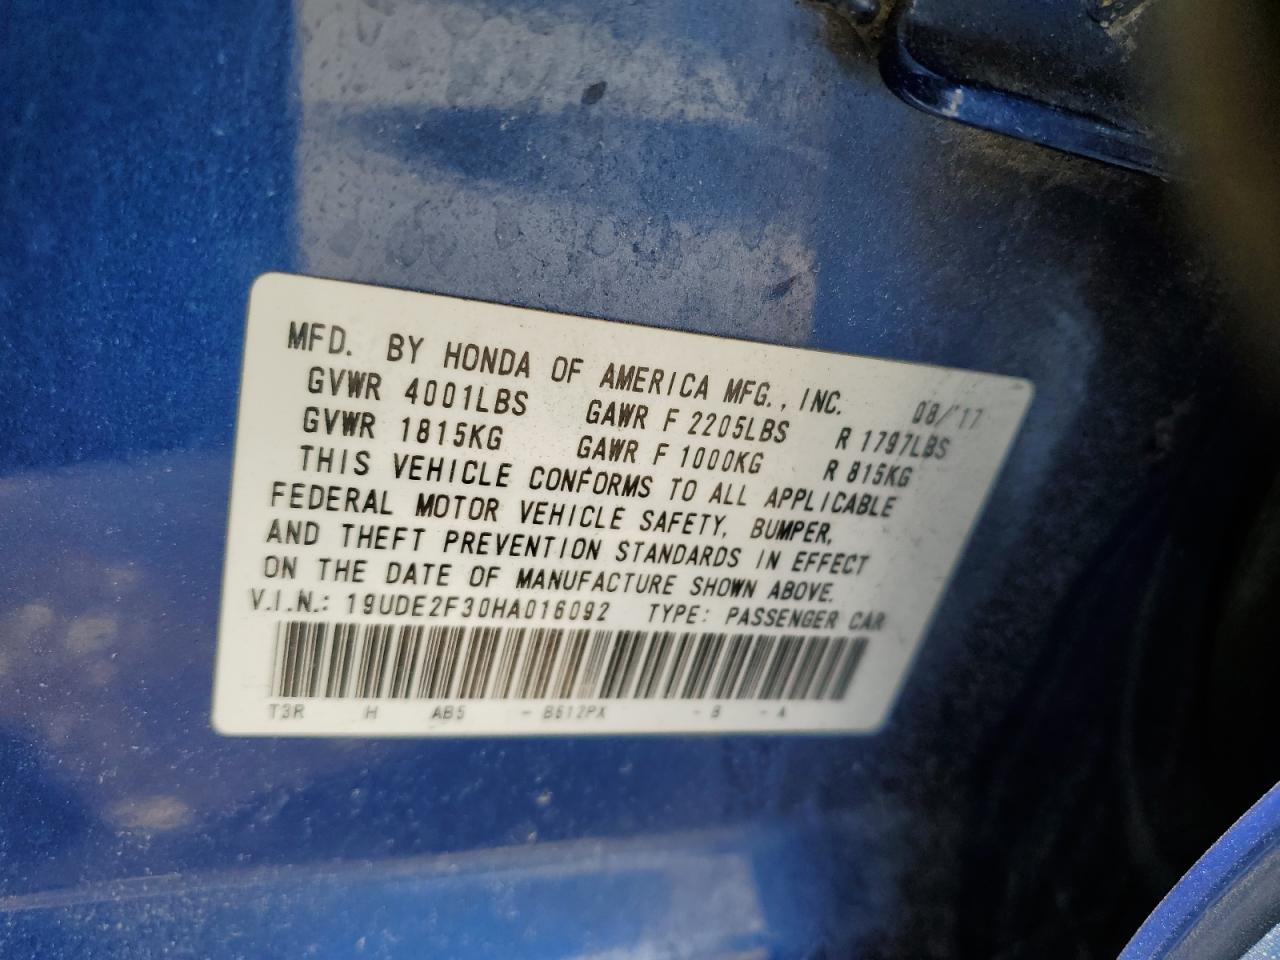 MFD. BY HONDA OF AMERICA MFG., INC. 08/'17
GVWR 4001LBS GAWR F 2205LBS R 1797LBS
GVWR 1815KG GAWR F 1000KG R 815KG
THIS VEHICLE CONFORMS TO ALL APPLICABLE
FEDERAL MOTOR VEHICLE SAFETY, BUMPER,
AND THEFT PREVENTION STANDARDS IN EFFECT
ON THE DATE OF MANUFACTURE SHOWN ABOVE.
V.I.N.: 19UDE2F30HA016092 TYPE: PASSENGER CAR
T3R H AB5 - B612PX - B - A